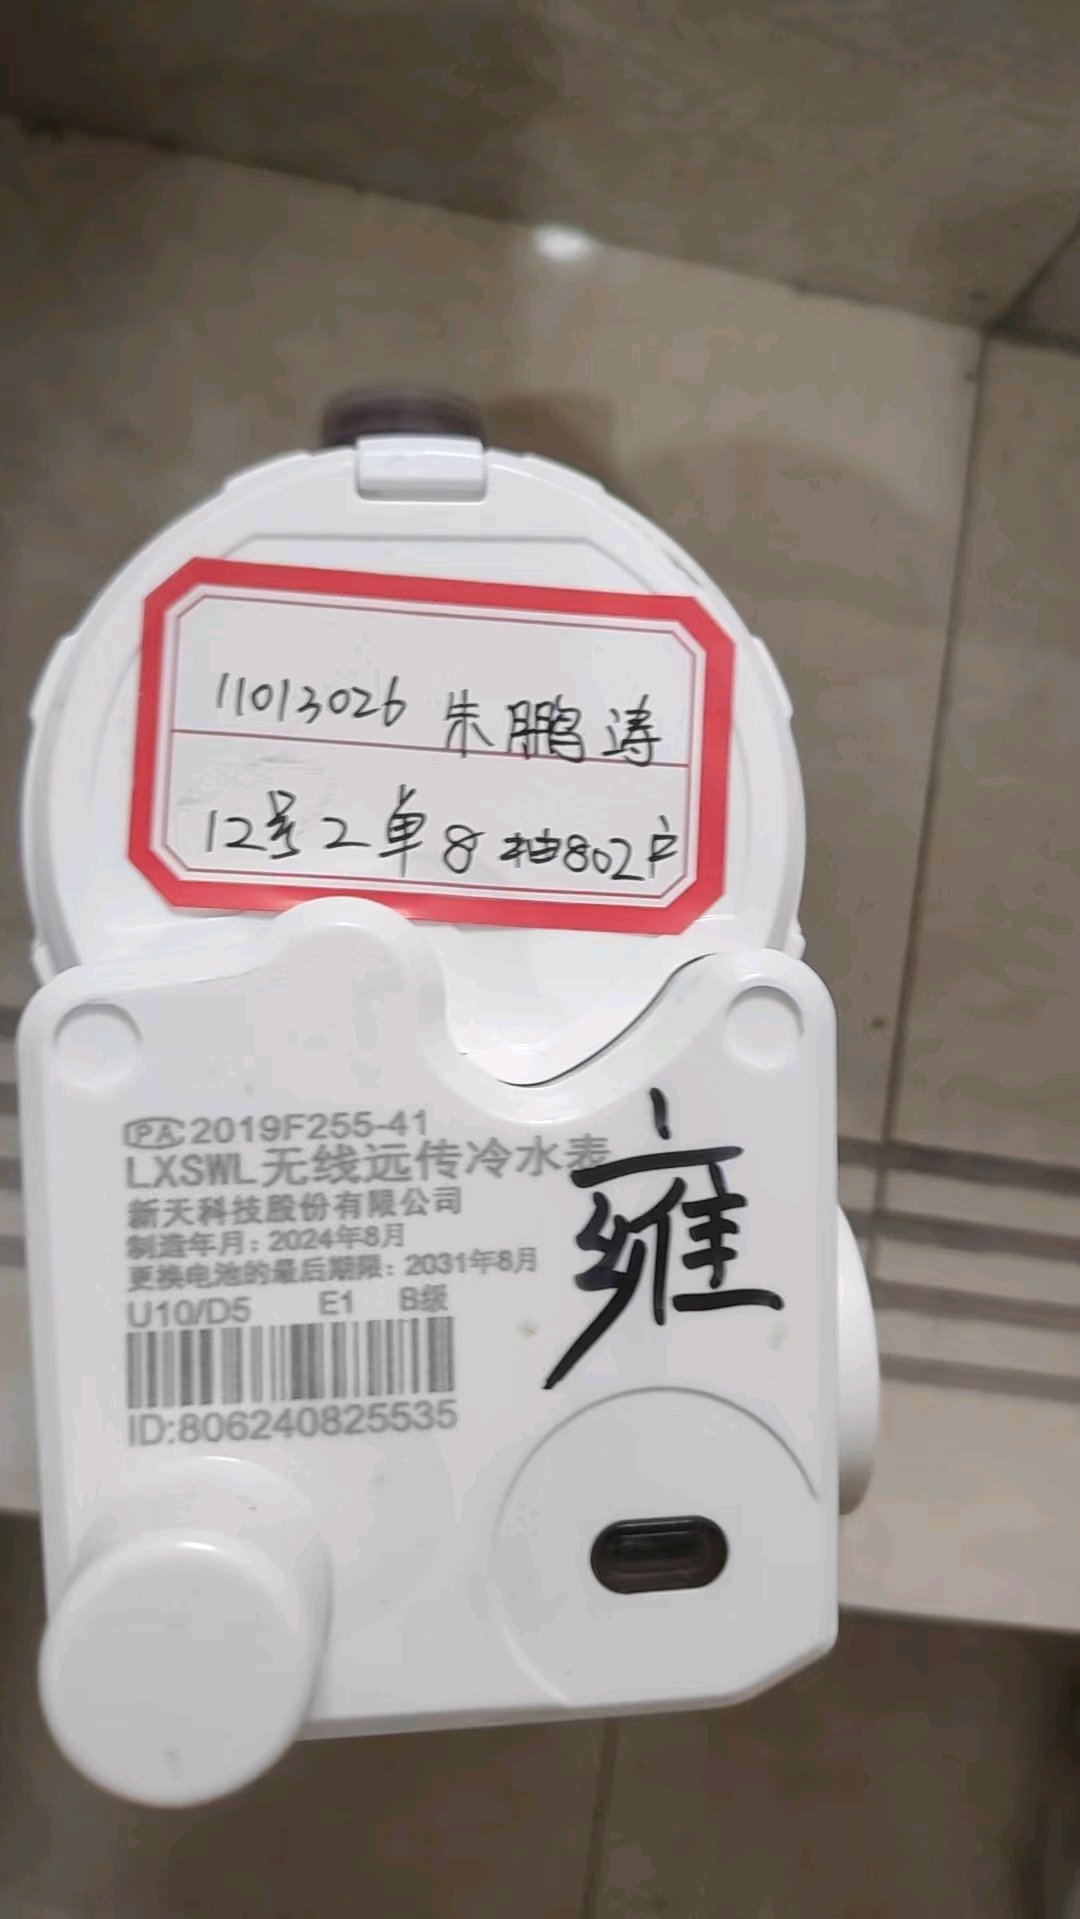 11013026 朱鹏涛
12号2单8柚802户
PA 2019F255-41
LXSWL无线远传冷水表
新天科技股份有限公司
制造年月：2024年8月
更换电池的最后期限：2031年8月
U10/D5 E1 B级
ID:806240825535
雍